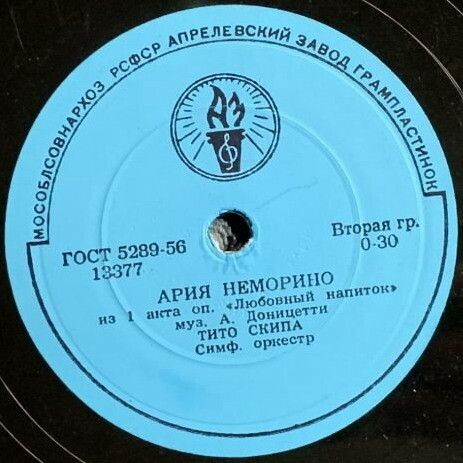 МОСОБЛСОВНАРХОЗ РСФСР АПРЕЛЕВСКИЙ ЗАВОД ГРАМПЛАСТИНОК
АЗ
ГОСТ 5289-56
13377
Вторая гр.
0-30
АРИЯ НЕМОРИНО
из 1 акта оп. «Любовный напиток»
муз. А. Доницетти
ТИТО СКИПА
Симф. оркестр